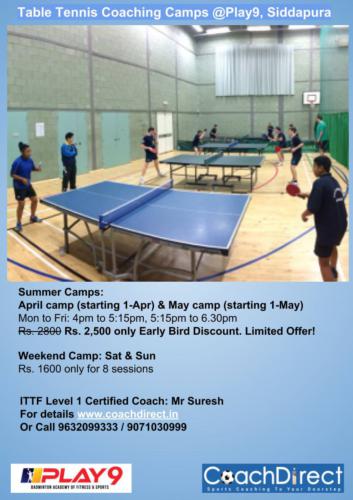 Table Tennis Coaching Camps @Play9, Siddapura
Summer Camps:
April camp (starting 1-Apr) & May camp (starting 1-May)
Mon to Fri: 4pm to 5:15pm, 5:15pm to 6.30pm
Rs. 2800 Rs. 2,500 only Early Bird Discount. Limited Offer!
Weekend Camp: Sat & Sun
Rs. 1600 only for 8 sessions
ITTF Level 1 Certified Coach: Mr Suresh
For details www.coachdirect.in
Or Call 9632099333 / 9071030999
PLAY9
BADMINTON ACADEMY OF FITNESS & SPORTS
CoachDirect
Sports Coaching To Your Doorstep